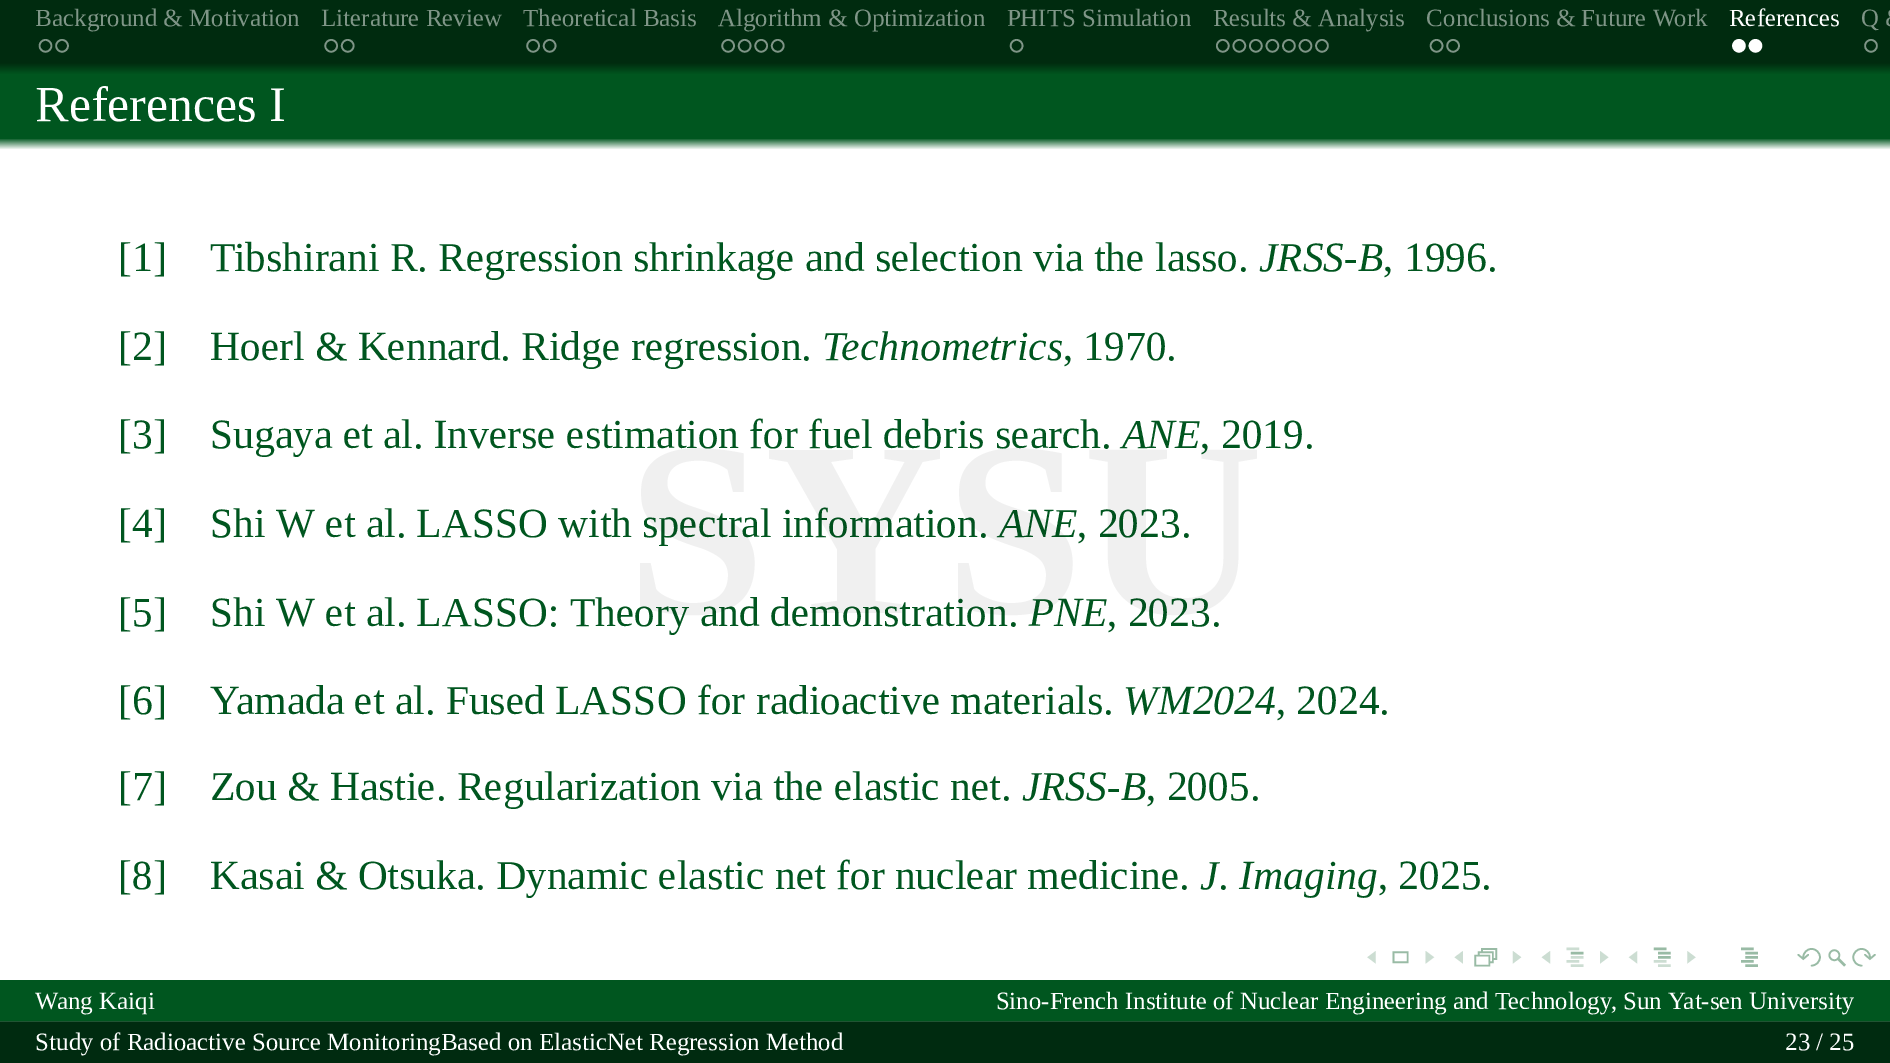 Background & Motivation Literature Review Theoretical Basis Algorithm & Optimization PHITS Simulation Results & Analysis Conclusions & Future Work References Q &
References I
[1] Tibshirani R. Regression shrinkage and selection via the lasso. JRSS-B, 1996.
[2] Hoerl & Kennard. Ridge regression. Technometrics, 1970.
[3] Sugaya et al. Inverse estimation for fuel debris search. ANE, 2019.
SYSU
[4] Shi W et al. LASSO with spectral information. ANE, 2023.
[5] Shi W et al. LASSO: Theory and demonstration. PNE, 2023.
[6] Yamada et al. Fused LASSO for radioactive materials. WM2024, 2024.
[7] Zou & Hastie. Regularization via the elastic net. JRSS-B, 2005.
[8] Kasai & Otsuka. Dynamic elastic net for nuclear medicine. J. Imaging, 2025.
Wang Kaiqi Sino-French Institute of Nuclear Engineering and Technology, Sun Yat-sen University
Study of Radioactive Source MonitoringBased on ElasticNet Regression Method 23 / 25